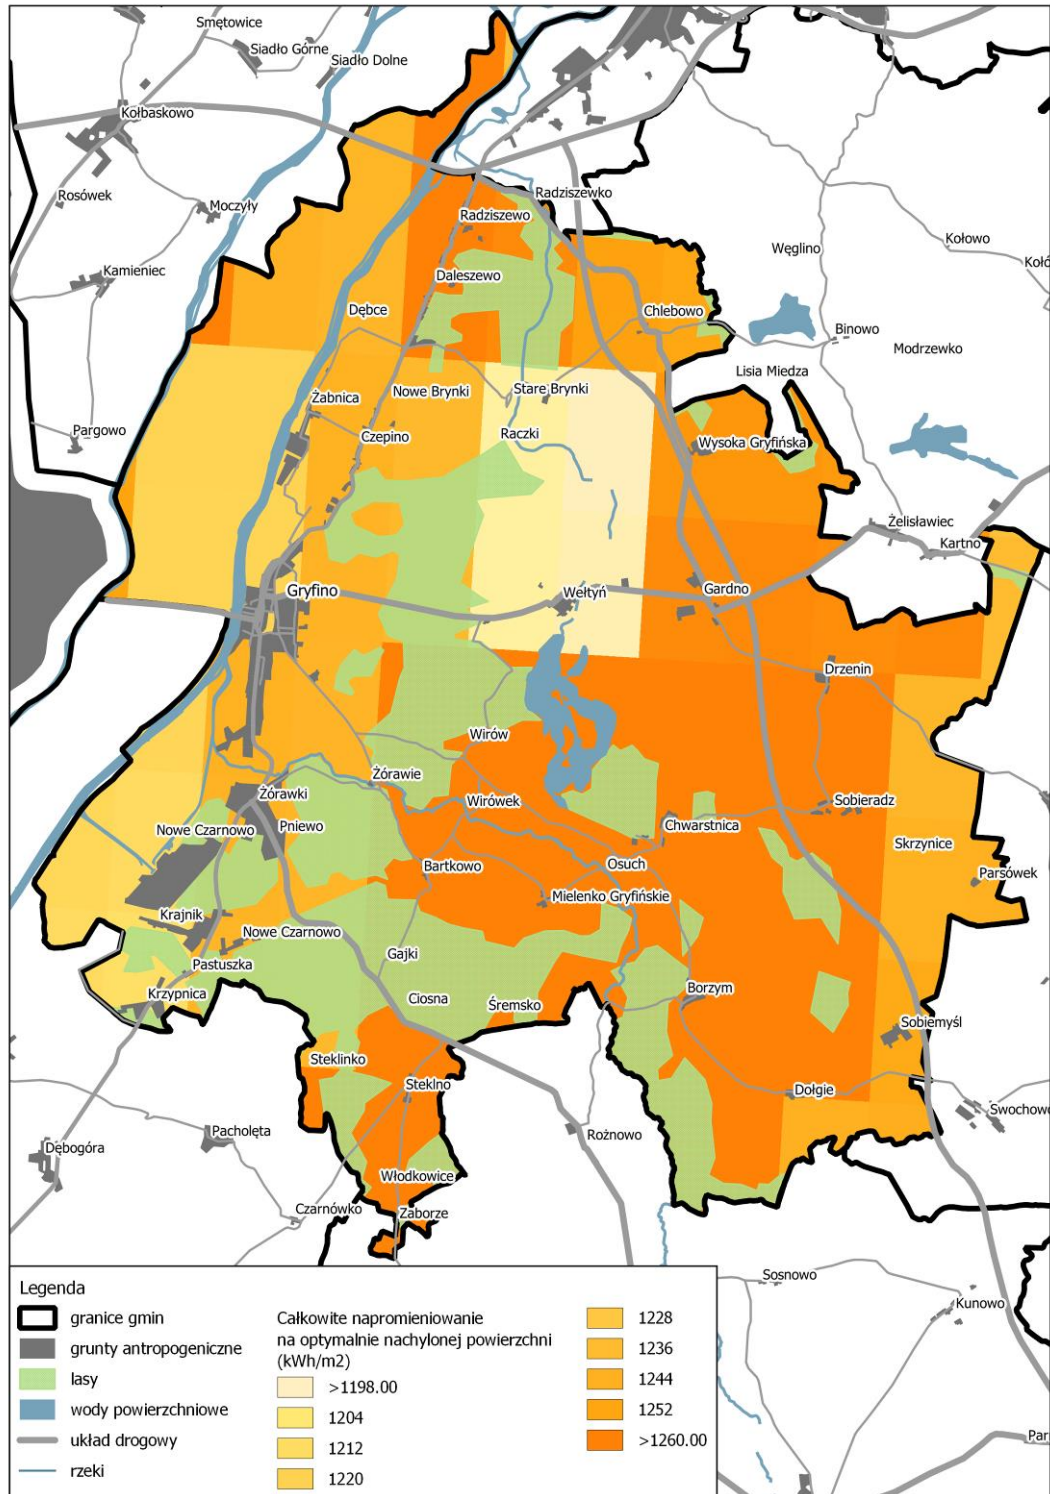 Smętowice
Siadło Górne
Siadło Dolne
Kołbaskowo
Rosówek
Moczyły
Radziszewko
Radziszewo
Węglino
Kołowo
Kamieniec
Daleszewo
Dębce
Chlebowo
Binowo
Modrzewko
Lisia Miedza
Nowe Brynki
Stare Brynki
Żabnica
Pargowo
Czepino
Raczki
Wysoka Gryfińska
Żelisławiec
Kartno
Gryfino
Wełtyń
Gardno
Drzenin
Wirów
Żórawie
Żórawki
Wirówek
Sobieradz
Nowe Czarnowo
Pniewo
Chwarstnica
Skrzynice
Bartkowo
Osuch
Parsówek
Mielenko Gryfińskie
Krajnik
Nowe Czarnowo
Gajki
Pastuszka
Krzypnica
Ciosna
Śremsko
Borzym
Sobiemyśl
Steklinko
Steklno
Dołgie
Swochowo
Pacholęta
Rożnowo
Dębogóra
Włodkowice
Czarnówko
Zaborze
Sosnowo
Kunowo
Legenda
granice gmin
grunty antropogeniczne
lasy
wody powierzchniowe
układ drogowy
rzeki
Całkowite napromieniowanie
na optymalnie nachylonej powierzchni
(kWh/m2)
>1198.00
1204
1212
1220
1228
1236
1244
1252
>1260.00